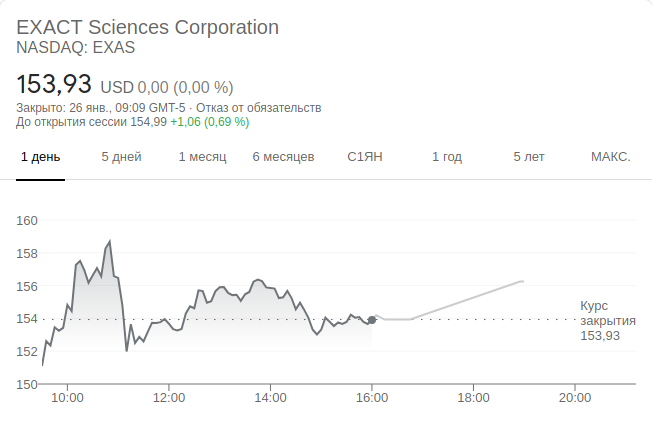 EXACT Sciences Corporation
NASDAQ: EXAS
153,93 USD 0,00 (0,00 %)
Закрыто: 26 янв., 09:09 GMT-5 · Отказ от обязательств
До открытия сессии 154,99 +1,06 (0,69 %)
1 день 5 дней 1 месяц 6 месяцев С1ЯН 1 год 5 лет МАКС.
160
158
156
154
152
150
Курс
закрытия
153,93
10:00 12:00 14:00 16:00 18:00 20:00